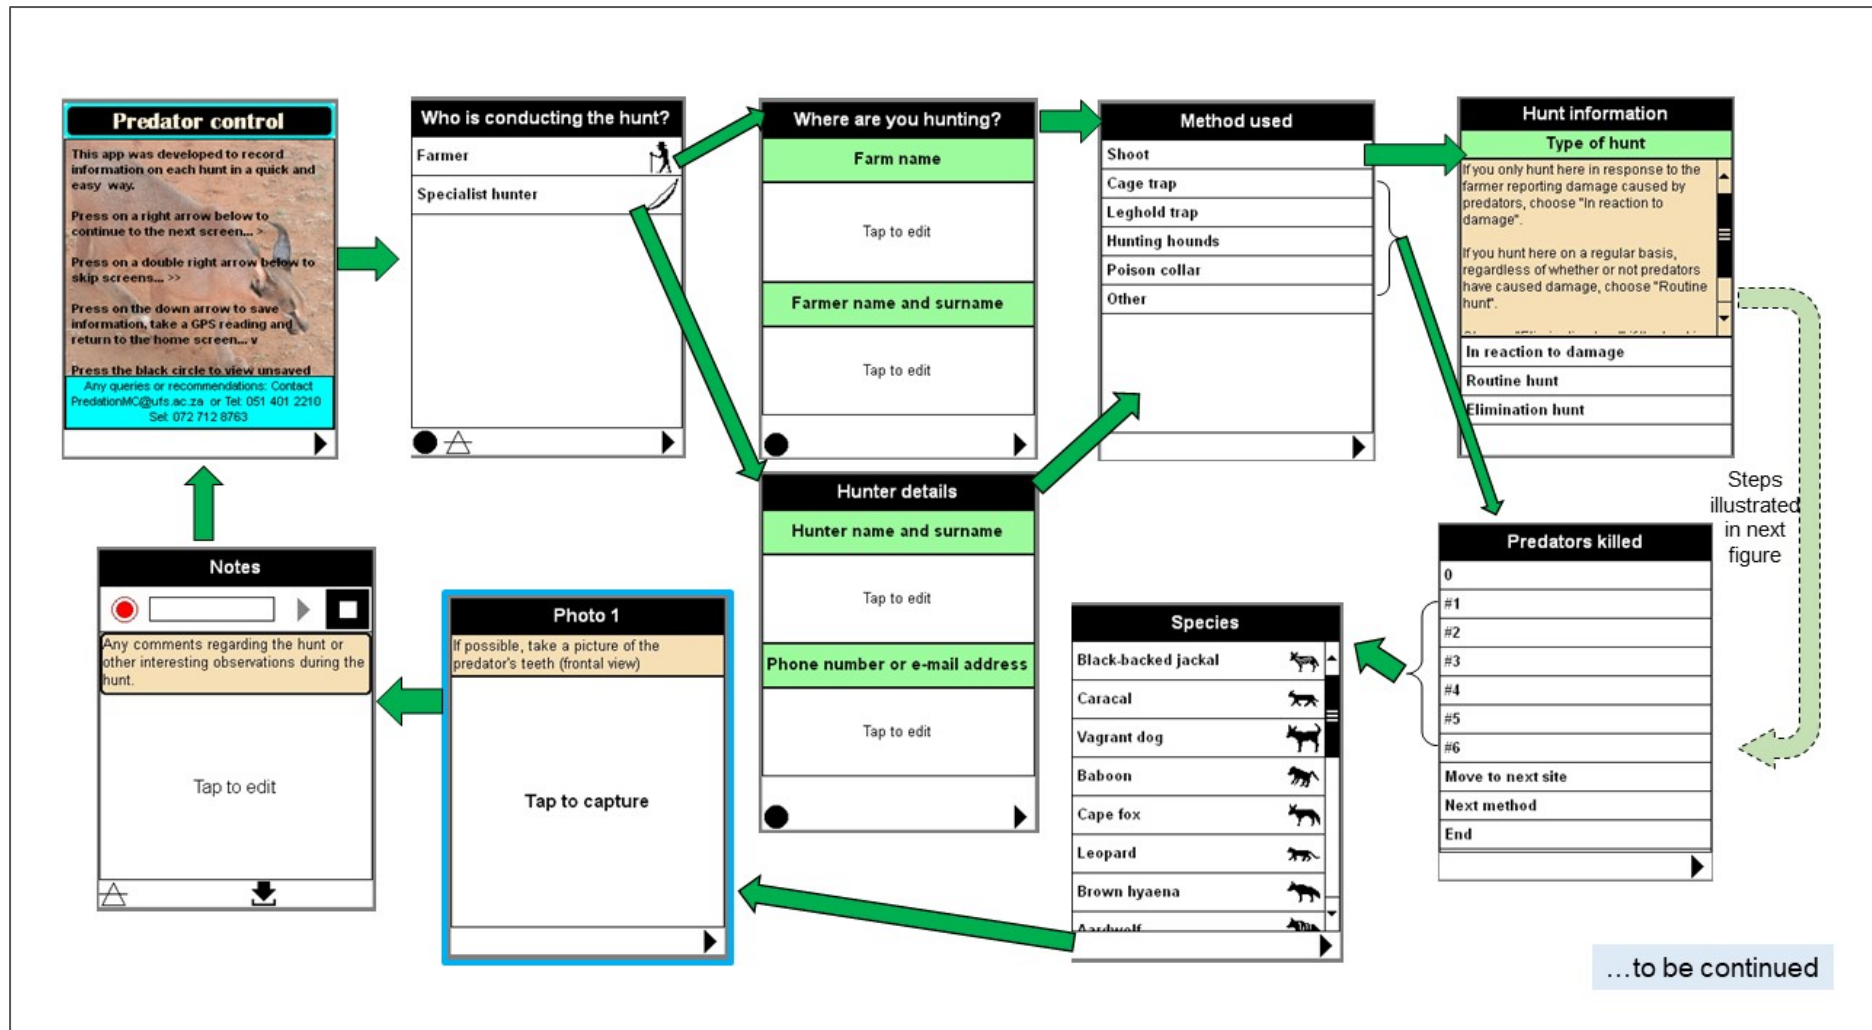 Predator control
This app was developed to record
information on each hunt in a quick and
easy way.
Press on a right arrow below to
continue to the next screen... >
Press on a double right arrow below to
skip screens... >>
Press on the down arrow to save
information, take a GPS reading and
return to the home screen... v
Press the black circle to view unsaved
Any queries or recommendations: Contact
PredationMC@ufs.ac.za or Tel: 051 401 2210
Sel: 072 712 8763
Who is conducting the hunt?
Farmer
Specialist hunter
Where are you hunting?
Farm name
Tap to edit
Farmer name and surname
Tap to edit
Hunter details
Hunter name and surname
Tap to edit
Phone number or e-mail address
Tap to edit
Method used
Shoot
Cage trap
Leghold trap
Hunting hounds
Poison collar
Other
Hunt information
Type of hunt
If you only hunt here in response to the
farmer reporting damage caused by
predators, choose "In reaction to
damage".
If you hunt here on a regular basis,
regardless of whether or not predators
have caused damage, choose "Routine
hunt".
In reaction to damage
Routine hunt
Elimination hunt
Steps
illustrated
in next
figure
Predators killed
0
#1
#2
#3
#4
#5
#6
Move to next site
Next method
End
Species
Black-backed jackal
Caracal
Vagrant dog
Baboon
Cape fox
Leopard
Brown hyaena
Aardwolf
Photo 1
If possible, take a picture of the
predator's teeth (frontal view)
Tap to capture
Notes
Any comments regarding the hunt or
other interesting observations during the
hunt.
Tap to edit
...to be continued